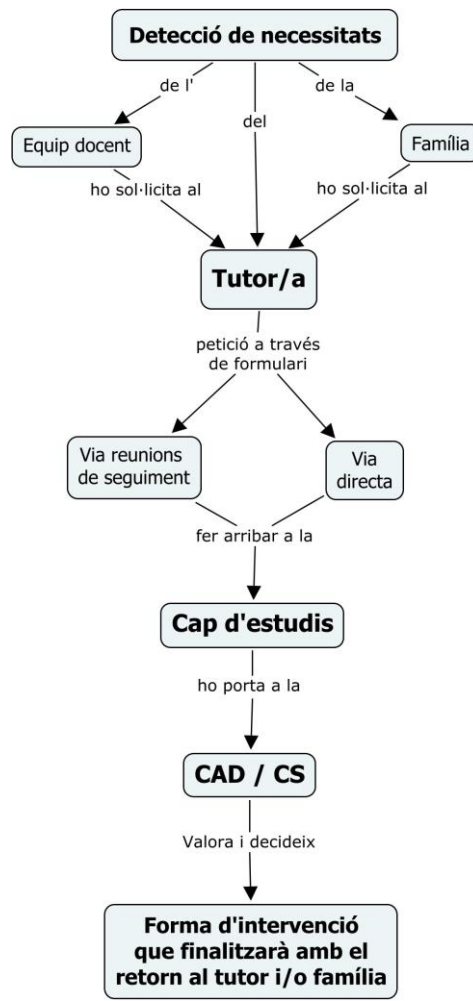 Detecció de necessitats
de l'
del
de la
Equip docent
Família
ho sol·licita al
ho sol·licita al
Tutor/a
petició a través
de formulari
Via reunions
de seguiment
Via
directa
fer arribar a la
Cap d'estudis
ho porta a la
CAD / CS
Valora i decideix
Forma d'intervenció
que finalitzarà amb el
retorn al tutor i/o família